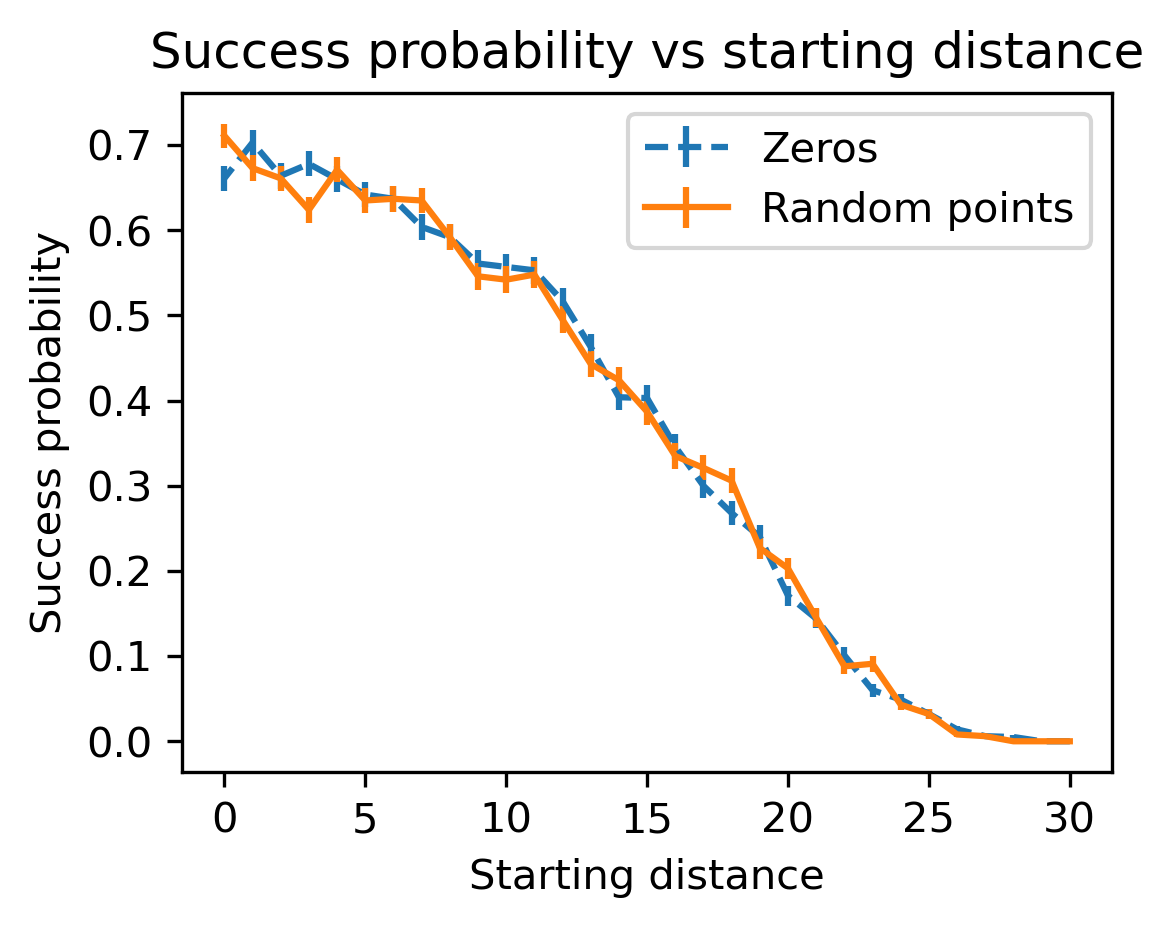 Success probability vs starting distance
Zeros
Random points
Success probability
0.7
0.6
0.5
0.4
0.3
0.2
0.1
0.0
0 5 10 15 20 25 30
Starting distance